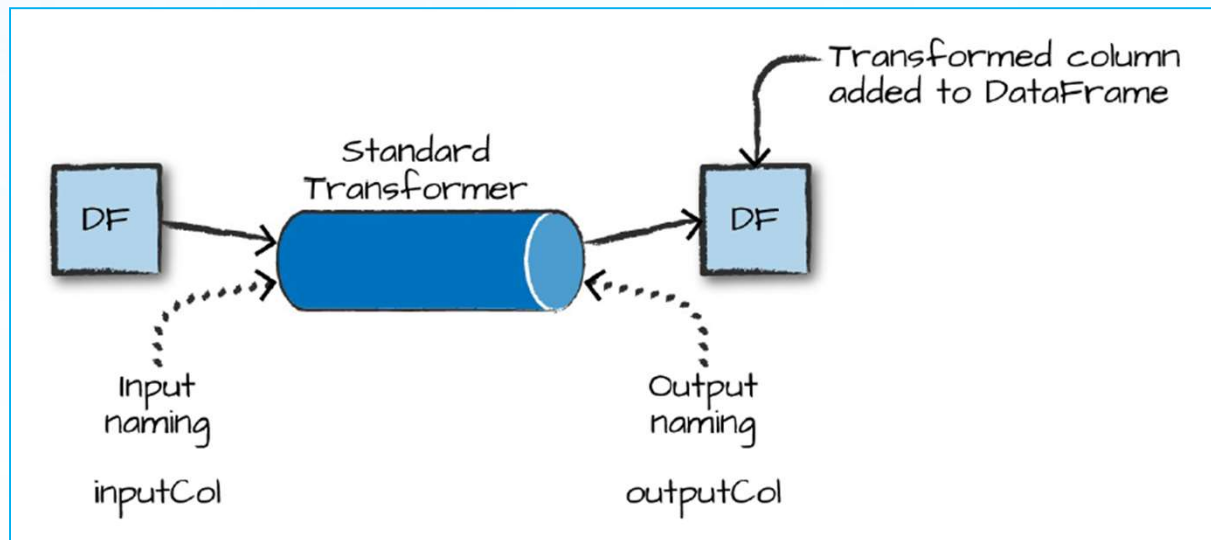 Transformed column
added to DataFrame
Standard
Transformer
DF
DF
Input
naming
inputCol
Output
naming
outputCol